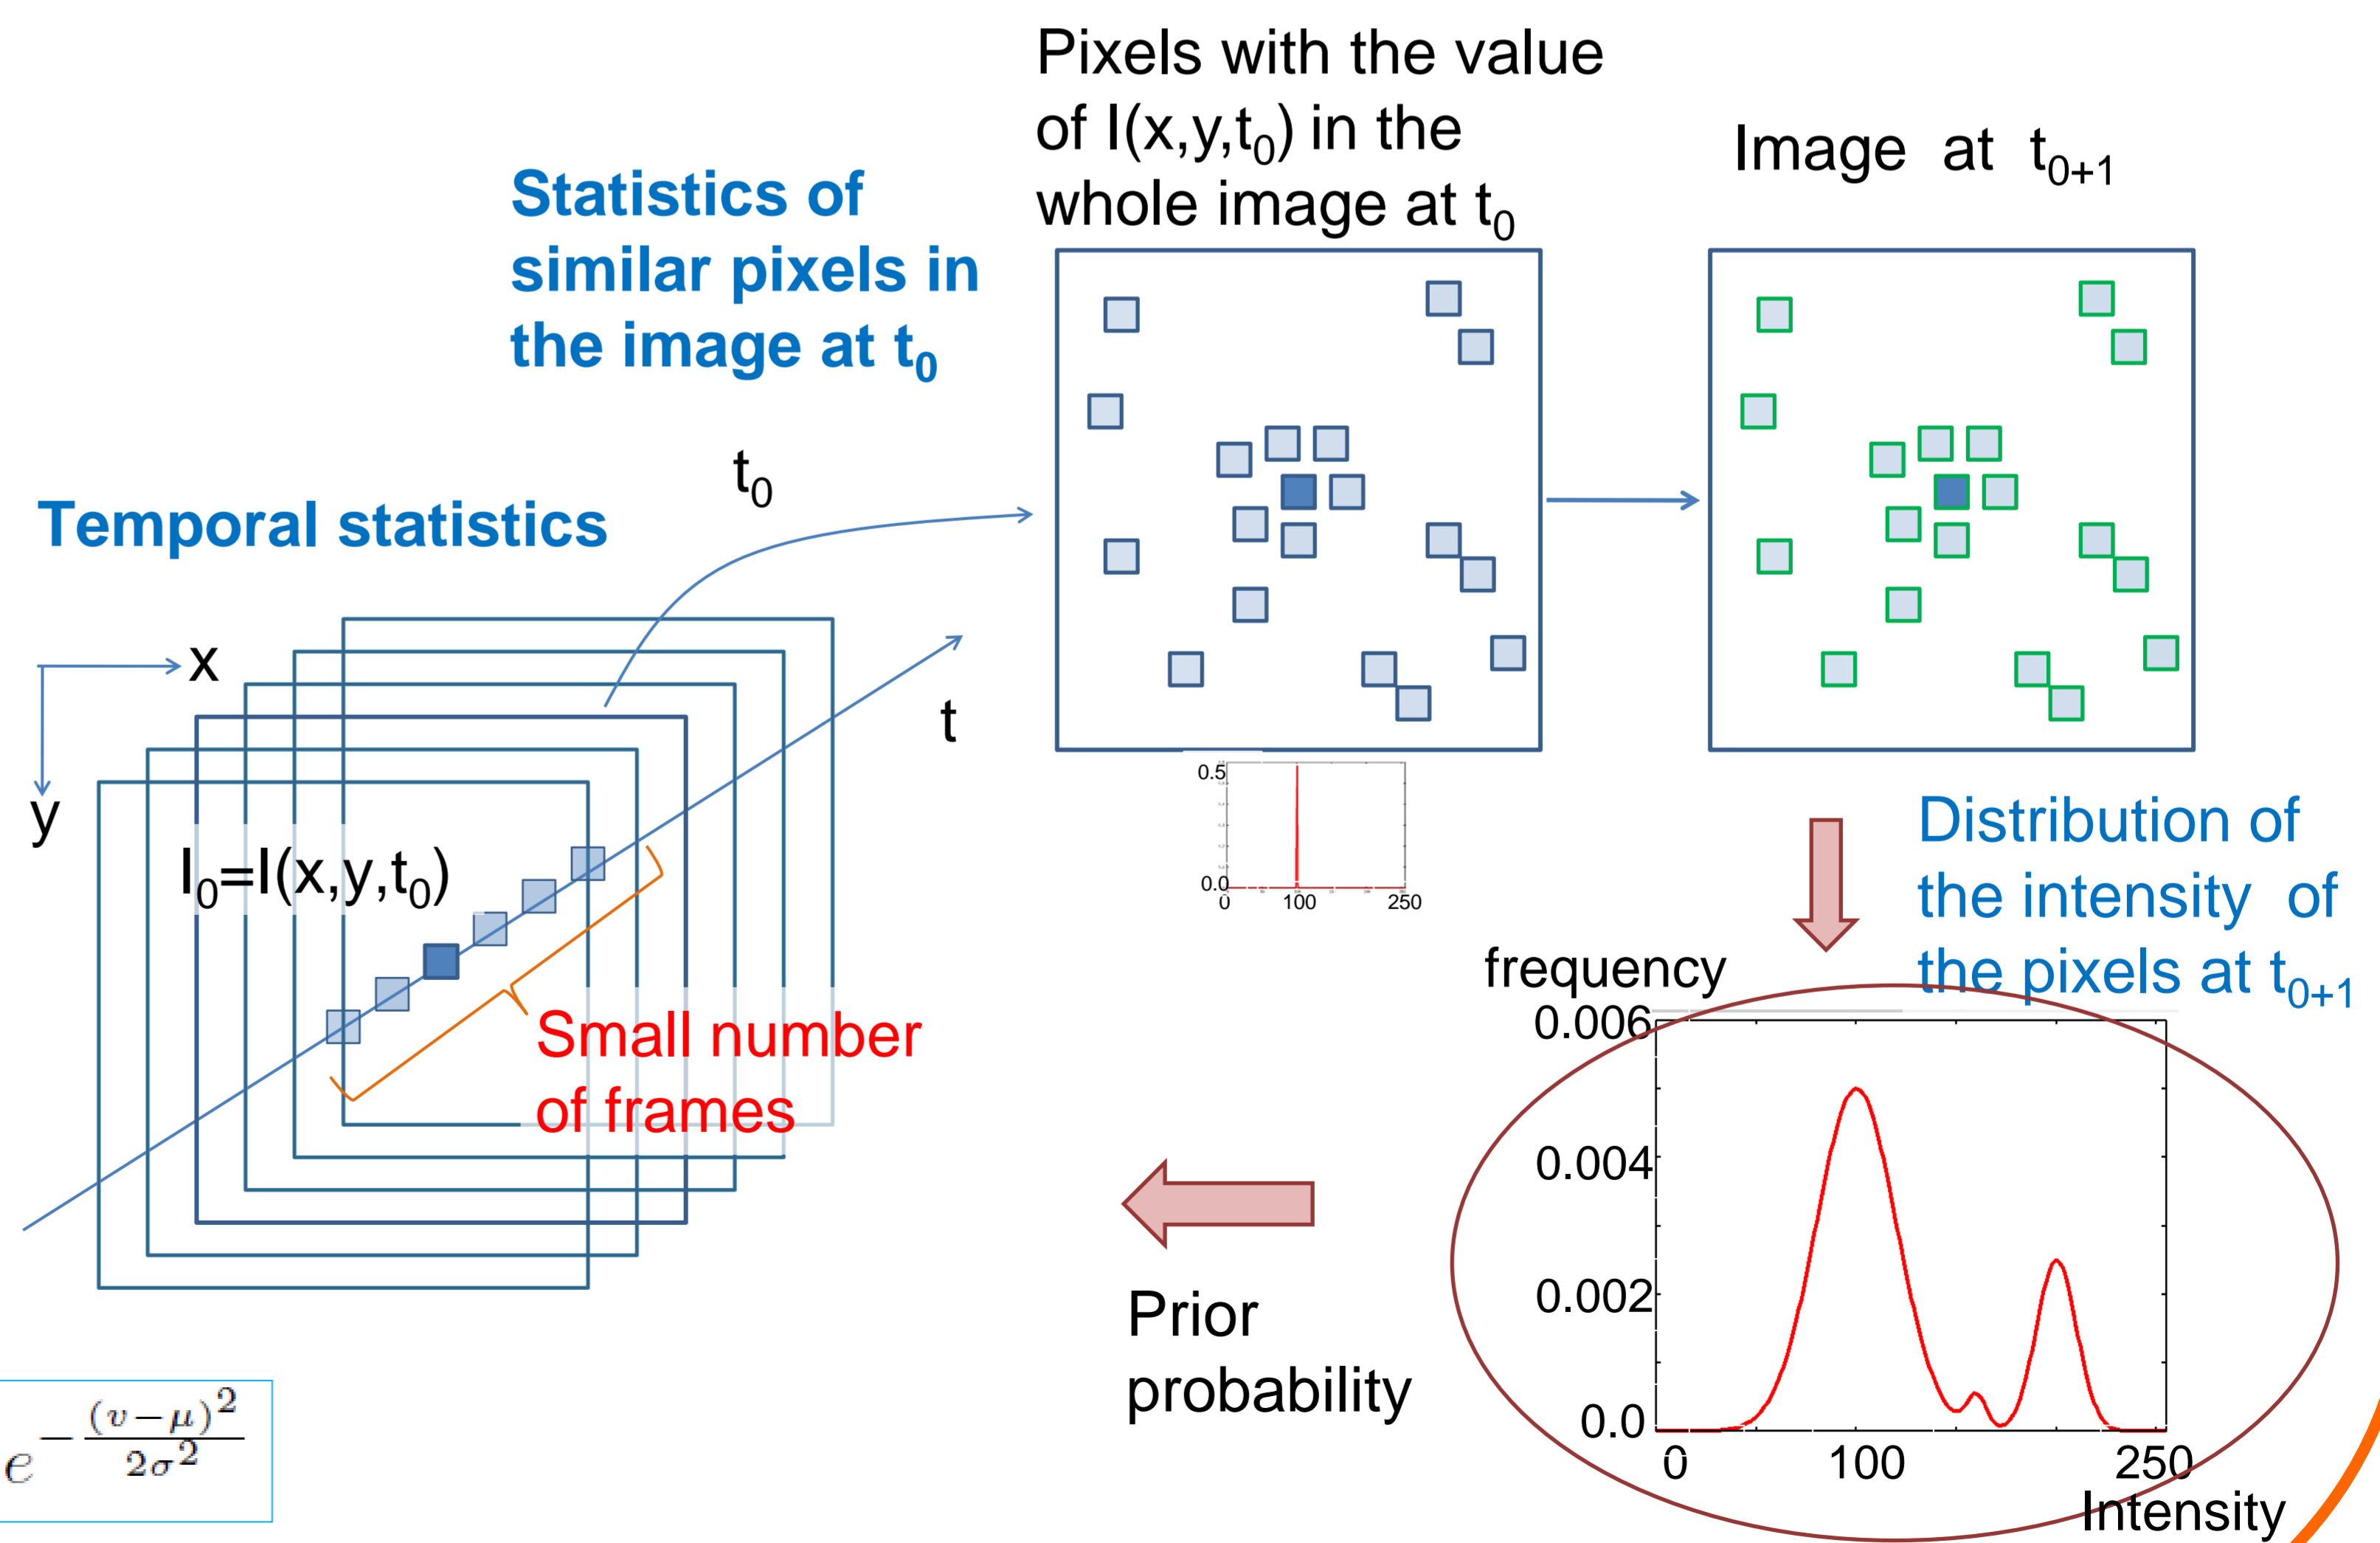 Pixels with the value
of I(x,y,t₀) in the
whole image at t₀
Image at t₀₊₁
Statistics of
similar pixels in
the image at t₀
t₀
Temporal statistics
x
y
t
I₀=I(x,y,t₀)
Small number
of frames
0.5
0.0
0
100
250
Distribution of
the intensity of
the pixels at t₀₊₁
frequency
0.006
0.004
0.002
0.0
0
100
250
Intensity
Prior
probability
e^{-\frac{(v-μ)^2}{2σ^2}}